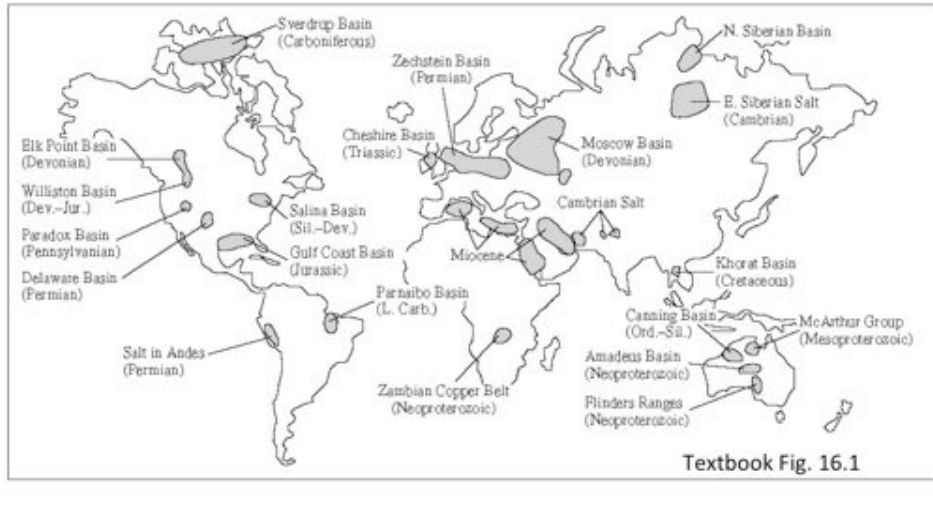 Sverdrup Basin
(Carboniferous)
N. Siberian Basin
Zechstein Basin
(Permian)
E. Siberian Salt
(Cambrian)
Cheshire Basin
(Triassic)
Moscow Basin
(Devonian)
Elk Point Basin
(Devonian)
Williston Basin
(Dev.-Jur.)
Salina Basin
(Sil.-Dev.)
Cambrian Salt
Paradox Basin
(Pennsylvanian)
Gulf Coast Basin
(Jurassic)
Miocene
Khorat Basin
(Cretaceous)
Delaware Basin
(Permian)
Parnaibo Basin
(L. Carb.)
Canning Basin
(Ord.-Sil.)
McArthur Group
(Mesoproterozoic)
Salt in Andes
(Permian)
Amadeus Basin
(Neoproterozoic)
Zambian Copper Belt
(Neoproterozoic)
Flinders Ranges
(Neoproterozoic)
Textbook Fig. 16.1